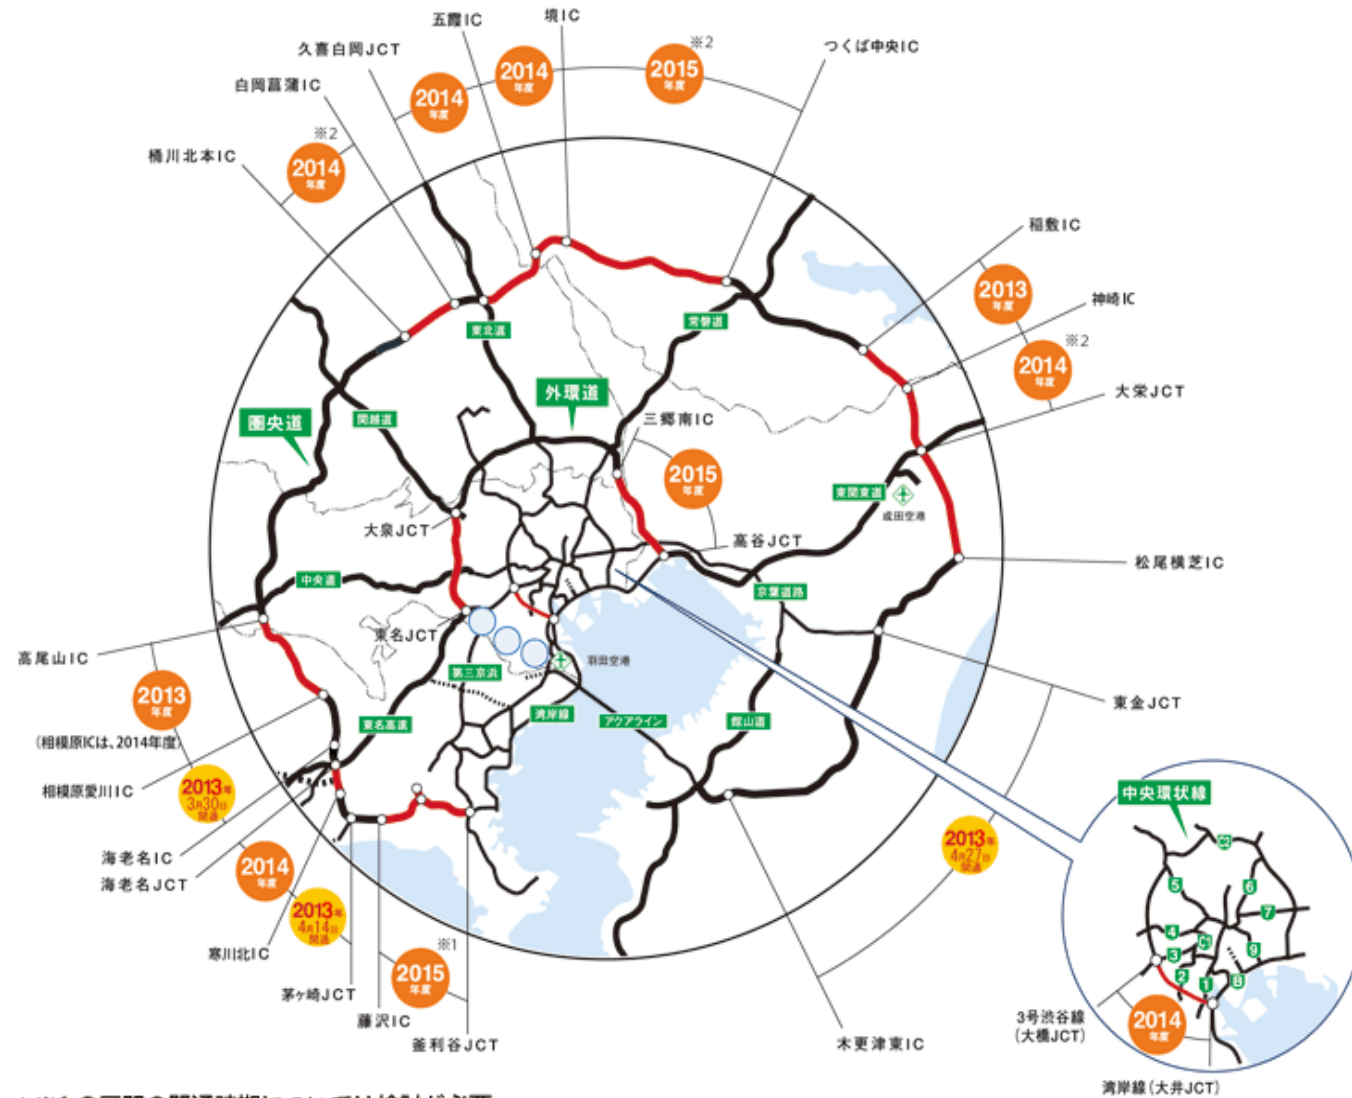 五霞IC
境IC
久喜白岡JCT
※2
つくば中央IC
白岡菖蒲IC
2014
年度
2014
年度
2015
年度
※2
桶川北本IC
2014
年度
稲敷IC
2013
年度
神崎IC
※2
2014
年度
大栄JCT
東北道
常磐道
外環道
圏央道
関越道
三郷南IC
2015
年度
東関東道
成田空港
大泉JCT
高谷JCT
松尾横芝IC
中央道
京葉道路
東名JCT
高尾山IC
羽田空港
第三京浜
2013
年度
東金JCT
(相模原ICは、2014年度)
東名高速
湾岸線
アクアライン
館山道
相模原愛川IC
2013年
3月30日
開通
中央環状線
海老名IC
海老名JCT
2014
年度
2013年
4月27日
開通
C2
5
6
7
4
C1
3
9
2
1
B
2013年
4月14日
開通
寒川北IC
※1
2015
年度
茅ヶ崎JCT
藤沢IC
釜利谷JCT
木更津東IC
3号渋谷線
(大橋JCT)
2014
年度
湾岸線(大井JCT)